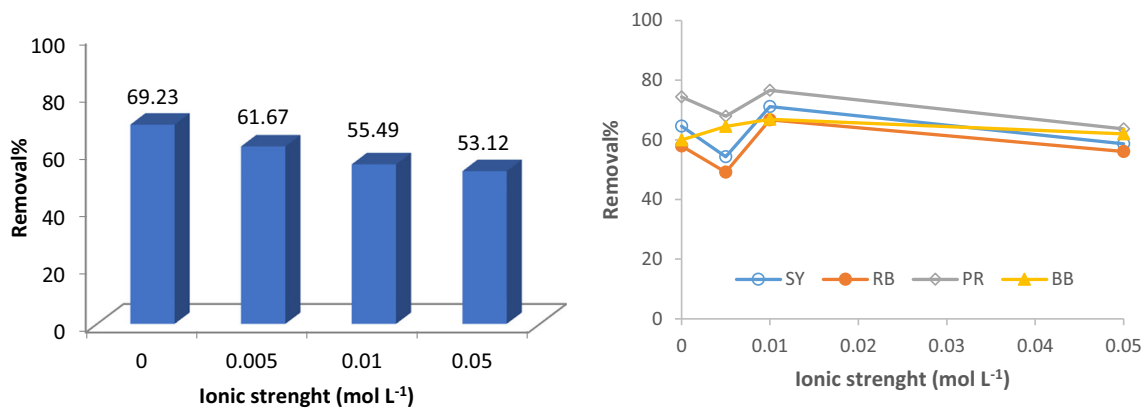 Removal%
100
80
60
40
20
0
69.23
61.67
55.49
53.12
0 0.005 0.01 0.05
Ionic strenght (mol L-1)
Removal%
100
80
60
40
20
0
SY RB PR BB
0 0.01 0.02 0.03 0.04 0.05
Ionic strenght (mol L-1)